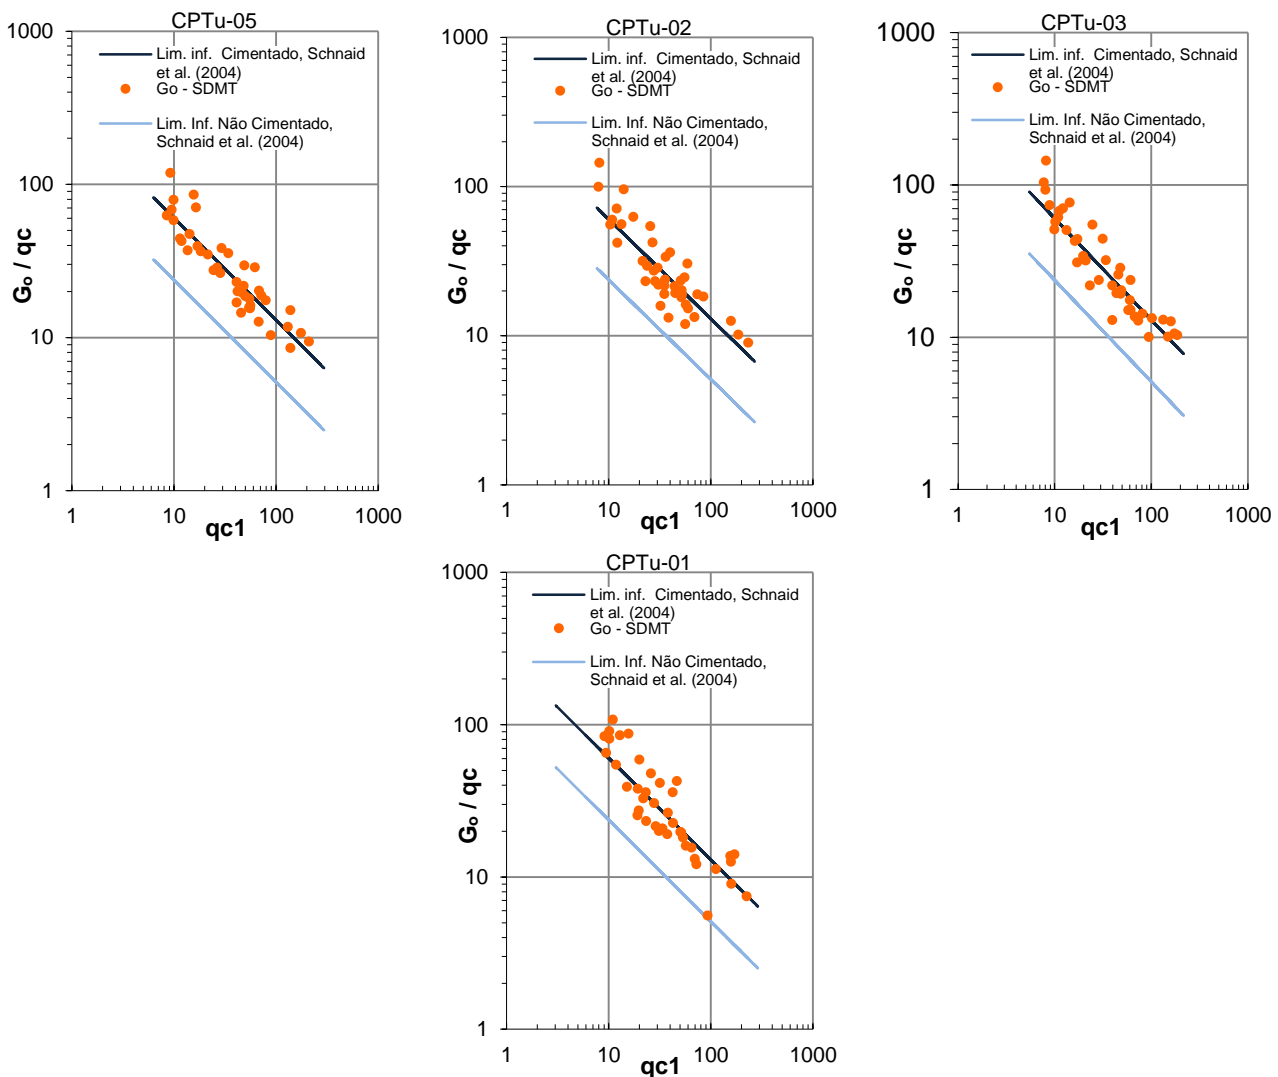 CPTu-05
1000
100
10
1
Lim. inf.  Cimentado, Schnaid
et al. (2004)
Go - SDMT
Lim. Inf. Não Cimentado,
Schnaid et al. (2004)
Go / qc
1
10
100
1000
qc1
CPTu-02
1000
100
10
1
Lim. inf.  Cimentado, Schnaid
et al. (2004)
Go - SDMT
Lim. Inf. Não Cimentado,
Schnaid et al. (2004)
Go / qc
1
10
100
1000
qc1
CPTu-03
1000
100
10
1
Lim. inf.  Cimentado, Schnaid
et al. (2004)
Go - SDMT
Lim. Inf. Não Cimentado,
Schnaid et al. (2004)
Go / qc
1
10
100
1000
qc1
CPTu-01
1000
100
10
1
Lim. inf.  Cimentado, Schnaid
et al. (2004)
Go - SDMT
Lim. Inf. Não Cimentado,
Schnaid et al. (2004)
Go / qc
1
10
100
1000
qc1